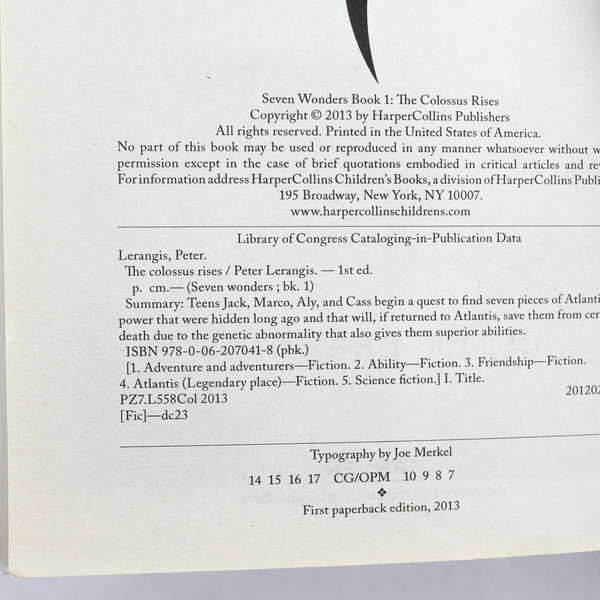 Seven Wonders Book 1: The Colossus Rises
Copyright © 2013 by HarperCollins Publishers
All rights reserved. Printed in the United States of America.
No part of this book may be used or reproduced in any manner whatsoever without
permission except in the case of brief quotations embodied in critical articles and
For information address HarperCollins Children's Books, a division of HarperCollins
195 Broadway, New York, NY 10007.
www.harpercollinschildrens.com
Library of Congress Cataloging-in-Publication Data
Lerangis, Peter.
The colossus rises / Peter Lerangis. — 1st ed.
p. cm.— (Seven wonders ; bk. 1)
Summary: Teens Jack, Marco, Aly, and Cass begin a quest to find seven pieces of
power that were hidden long ago and that will, if returned to Atlantis, save them from
death due to the genetic abnormality that also gives them superior abilities.
ISBN 978-0-06-207041-8 (pbk.)
[1. Adventure and adventurers—Fiction. 2. Ability—Fiction. 3. Friendship—Fiction.
4. Atlantis (Legendary place)—Fiction. 5. Science fiction.] I. Title.
PZ7.L558Col 2013
[Fic]—dc23
Typography by Joe Merkel
14 15 16 17 CG/OPM 10 9 8 7
❖
First paperback edition, 2013